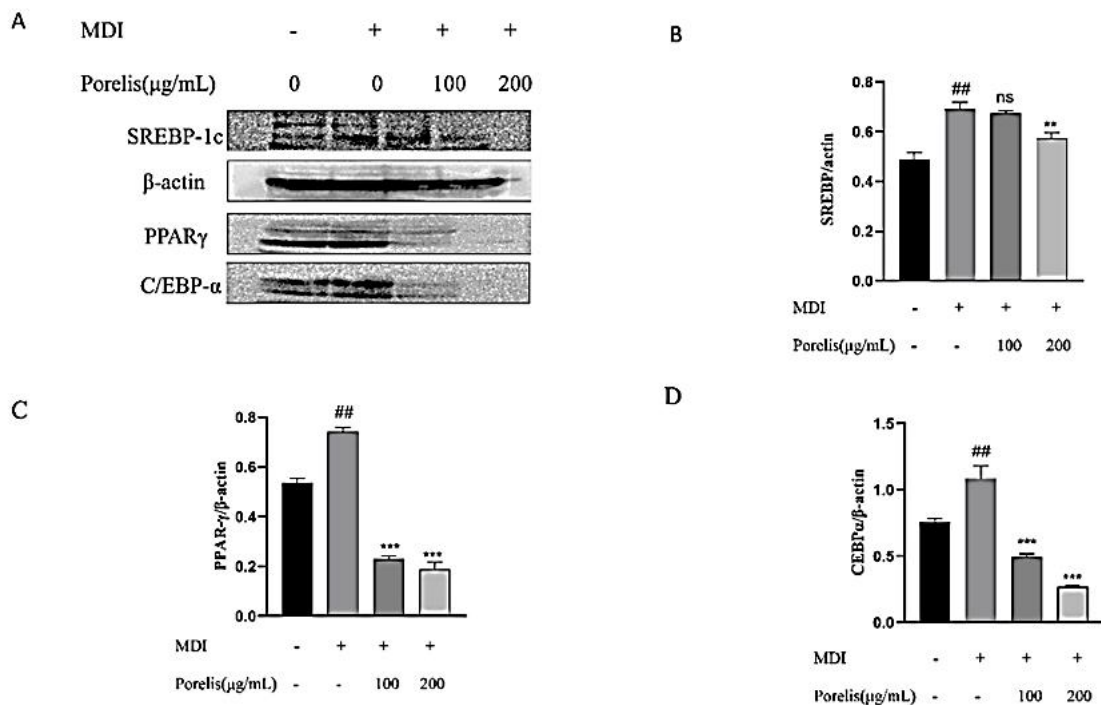 A
MDI - + + +
Porelis(μg/mL) 0 0 100 200
SREBP-1c
β-actin
PPARγ
C/EBP-α
B
SREBP/actin
0.8
0.6
0.4
0.2
0.0
## ns **
MDI - + + +
Porelis(μg/mL) - - 100 200
C
PPAR-γ/β-actin
0.8
0.6
0.4
0.2
0.0
## *** ***
MDI - + + +
Porelis(μg/mL) - - 100 200
D
CEBPα/β-actin
1.5
1.0
0.5
0.0
## *** ***
MDI - + + +
Porelis(μg/mL) - - 100 200